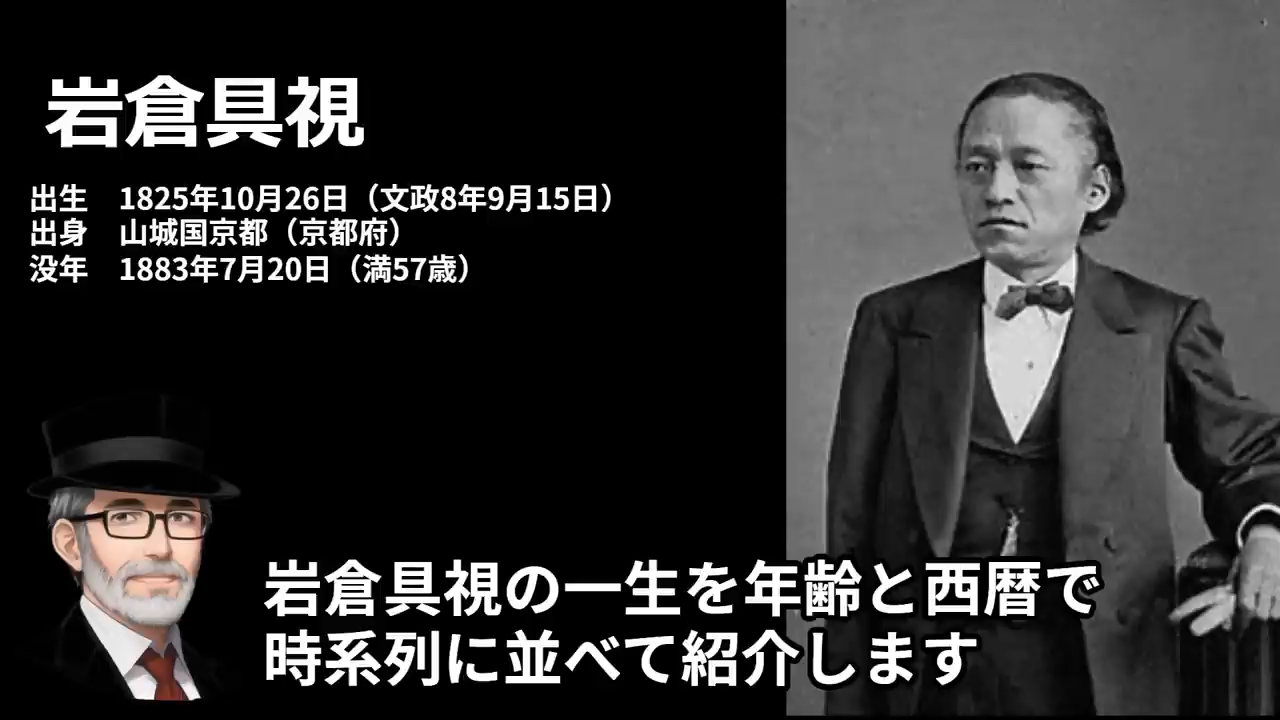 岩倉具視
出生　1825年10月26日（文政8年9月15日）
出身　山城国京都（京都府）
没年　1883年7月20日（満57歳）
岩倉具視の一生を年齢と西暦で
時系列に並べて紹介します